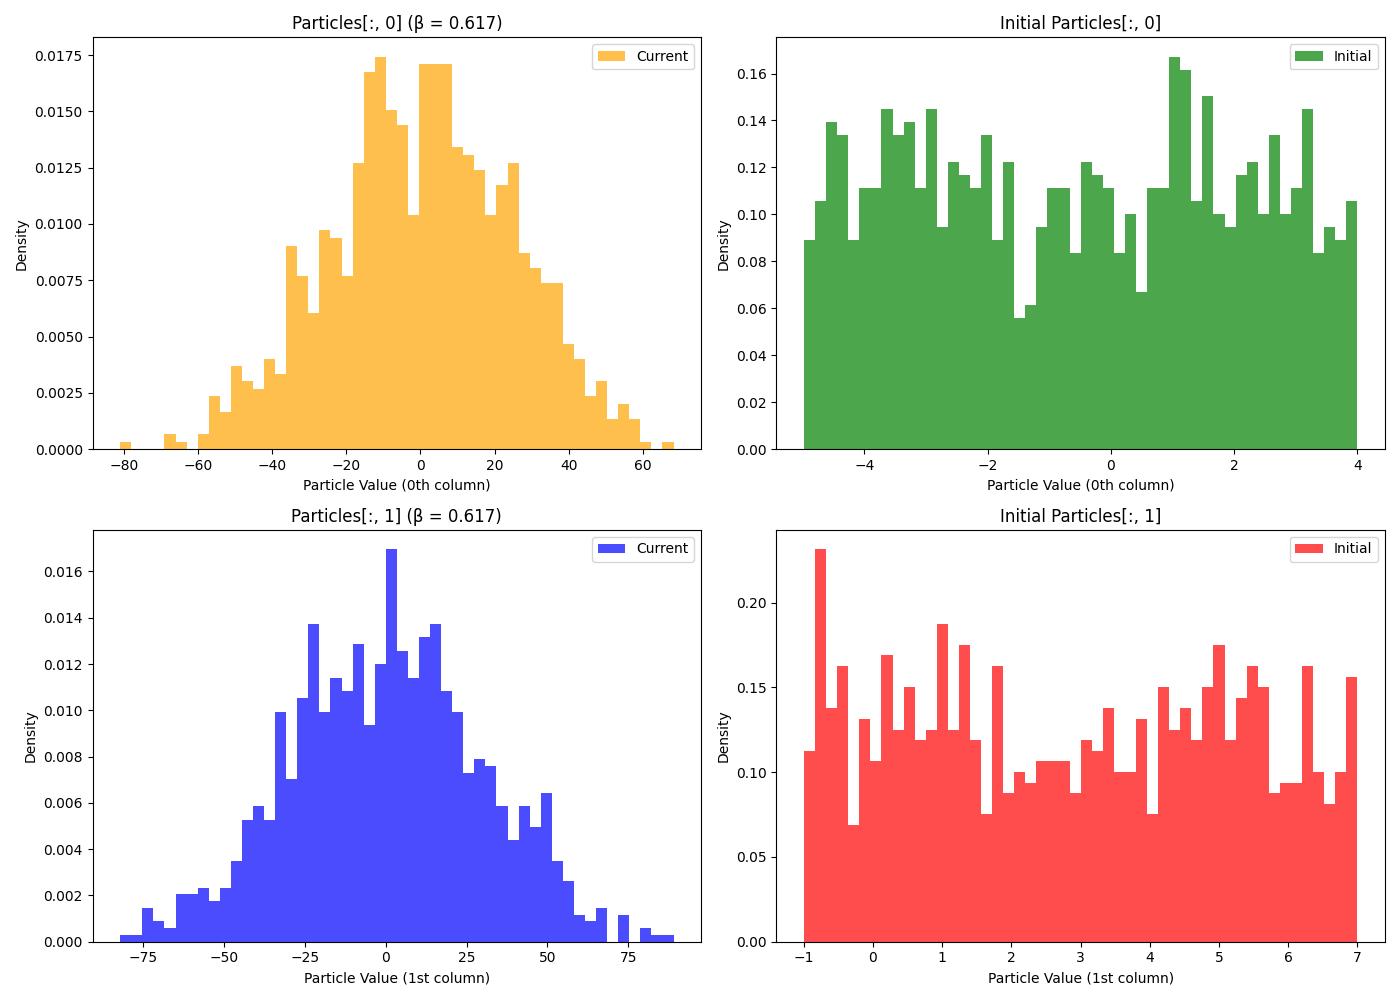 Particles[:, 0] (β = 0.617)
Current
0.0175
0.0150
0.0125
0.0100
0.0075
0.0050
0.0025
0.0000
Density
−80 −60 −40 −20 0 20 40 60
Particle Value (0th column)
Initial Particles[:, 0]
Initial
0.16
0.14
0.12
0.10
0.08
0.06
0.04
0.02
0.00
Density
−4 −2 0 2 4
Particle Value (0th column)
Particles[:, 1] (β = 0.617)
Current
0.016
0.014
0.012
0.010
0.008
0.006
0.004
0.002
0.000
Density
−75 −50 −25 0 25 50 75
Particle Value (1st column)
Initial Particles[:, 1]
Initial
0.20
0.15
0.10
0.05
0.00
Density
−1 0 1 2 3 4 5 6 7
Particle Value (1st column)